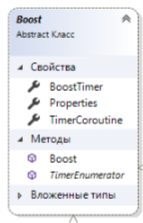 Boost
Abstract Класс
Свойства
BoostTimer
Properties
TimerCoroutine
Методы
Boost
TimerEnumerator
Вложенные типы